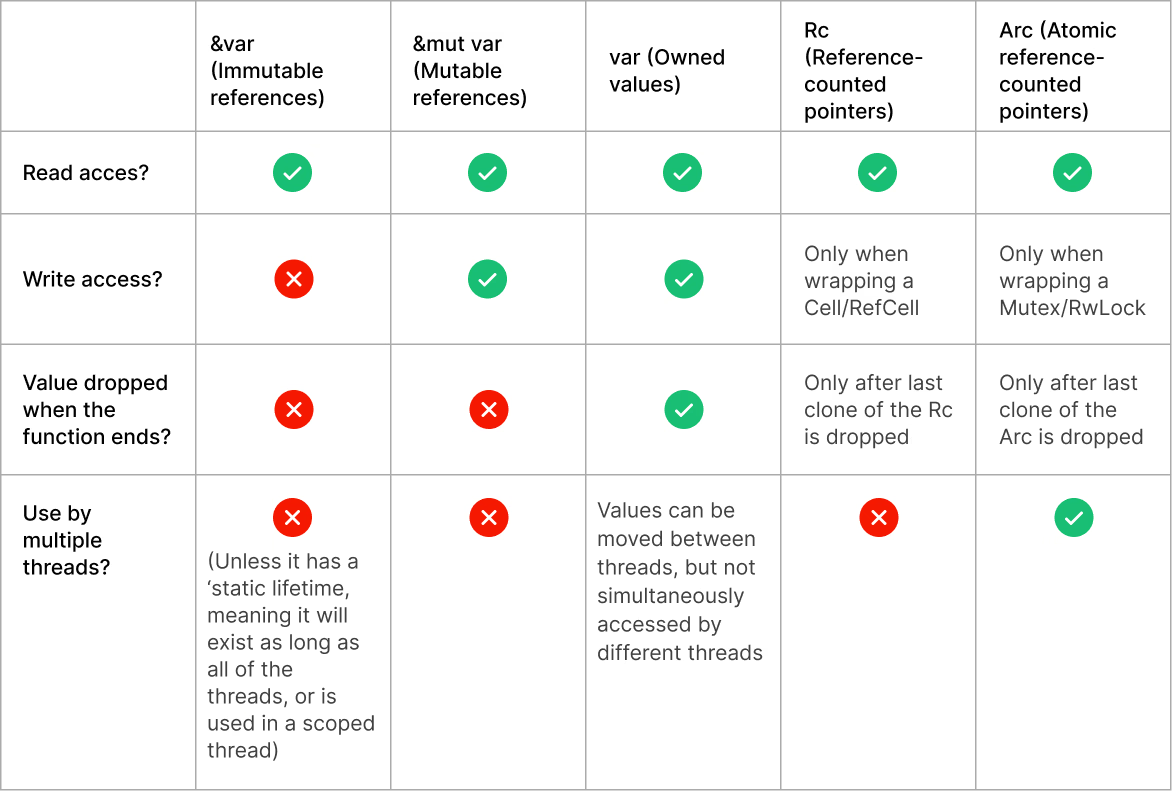 &var
(Immutable
references)
&mut var
(Mutable
references)
var (Owned
values)
Rc
(Reference-
counted
pointers)
Arc (Atomic
reference-
counted
pointers)
Read acces?
Write access?
Only when
wrapping a
Cell/RefCell
Only when
wrapping a
Mutex/RwLock
Value dropped
when the
function ends?
Only after last
clone of the Rc
is dropped
Only after last
clone of the
Arc is dropped
Use by
multiple
threads?
(Unless it has a
‘static lifetime,
meaning it will
exist as long as
all of the
threads, or is
used in a scoped
thread)
Values can be
moved between
threads, but not
simultaneously
accessed by
different threads